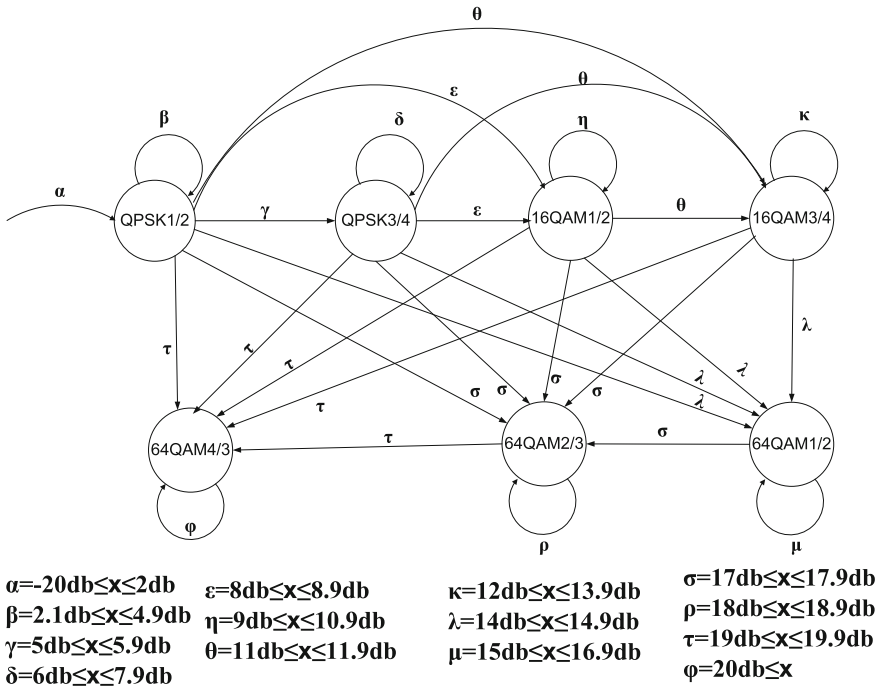 θ
θ
ε
β
δ
η
κ
α
QPSK1/2
γ
QPSK3/4
ε
16QAM1/2
θ
16QAM3/4
λ
τ
τ
τ
τ
σ
σ
σ
σ
λ
λ
λ
64QAM4/3
τ
64QAM2/3
σ
64QAM1/2
φ
ρ
μ
α=-20db≤x≤2db
β=2.1db≤x≤4.9db
γ=5db≤x≤5.9db
δ=6db≤x≤7.9db
ε=8db≤x≤8.9db
η=9db≤x≤10.9db
θ=11db≤x≤11.9db
κ=12db≤x≤13.9db
λ=14db≤x≤14.9db
μ=15db≤x≤16.9db
σ=17db≤x≤17.9db
ρ=18db≤x≤18.9db
τ=19db≤x≤19.9db
φ=20db≤x